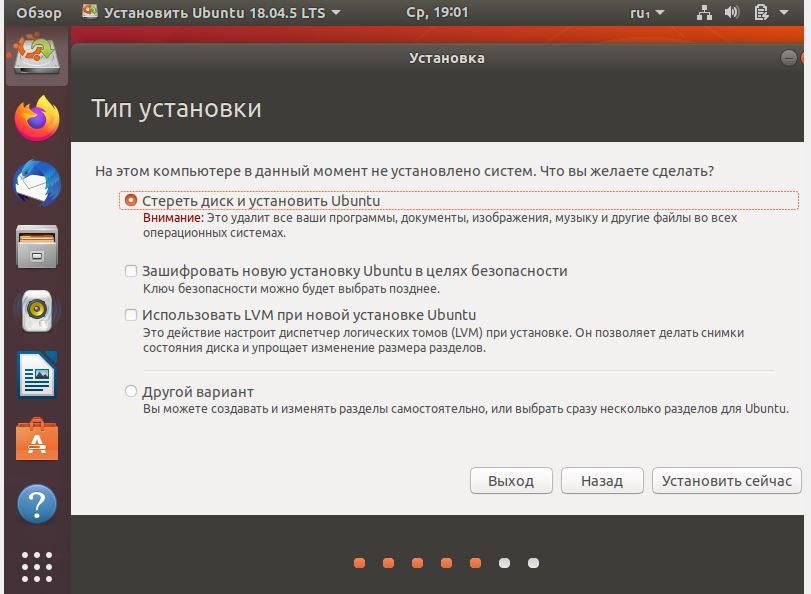 Обзор Установить Ubuntu 18.04.5 LTS Ср, 19:01 ru₁
Установка
Тип установки
На этом компьютере в данный момент не установлено систем. Что вы желаете сделать?
Стереть диск и установить Ubuntu
Внимание: Это удалит все ваши программы, документы, изображения, музыку и другие файлы во всех
операционных системах.
Зашифровать новую установку Ubuntu в целях безопасности
Ключ безопасности можно будет выбрать позднее.
Использовать LVM при новой установке Ubuntu
Это действие настроит диспетчер логических томов (LVM) при установке. Он позволяет делать снимки
состояния диска и упрощает изменение размера разделов.
Другой вариант
Вы можете создавать и изменять разделы самостоятельно, или выбрать сразу несколько разделов для Ubuntu.
Выход Назад Установить сейчас